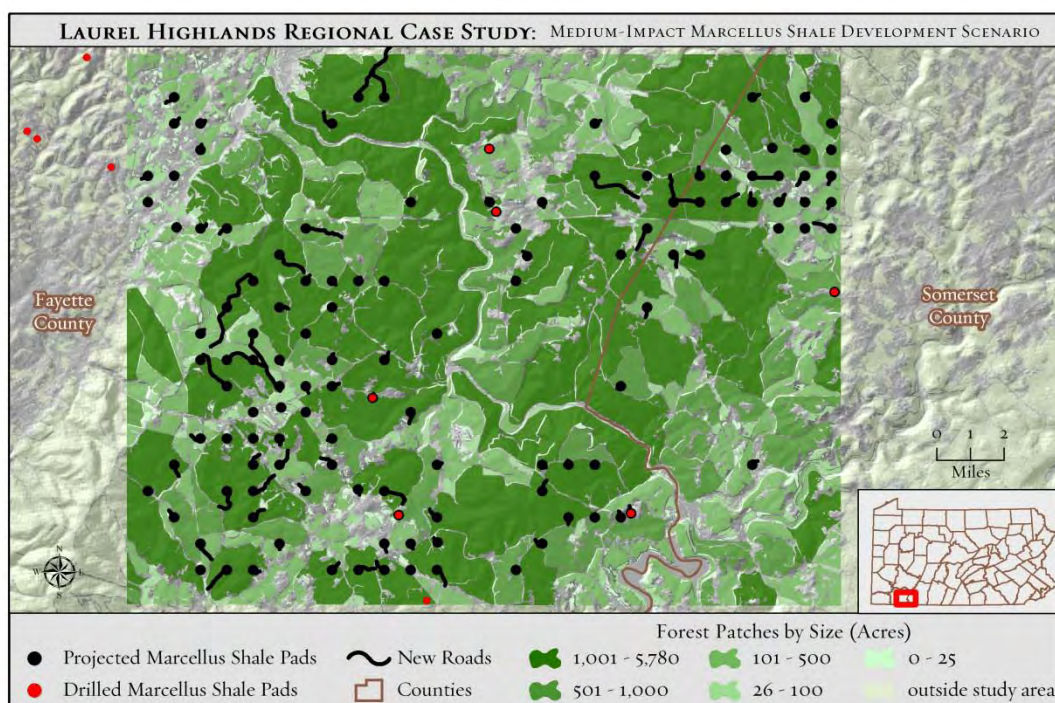 LAUREL HIGHLANDS REGIONAL CASE STUDY: MEDIUM-IMPACT MARCELLUS SHALE DEVELOPMENT SCENARIO
Fayette
County
Somerset
County
0 1 2
Miles
N
W E
S
Forest Patches by Size (Acres)
Projected Marcellus Shale Pads New Roads 1,001 - 5,780 101 - 500 0 - 25
Drilled Marcellus Shale Pads Counties 501 - 1,000 26 - 100 outside study area